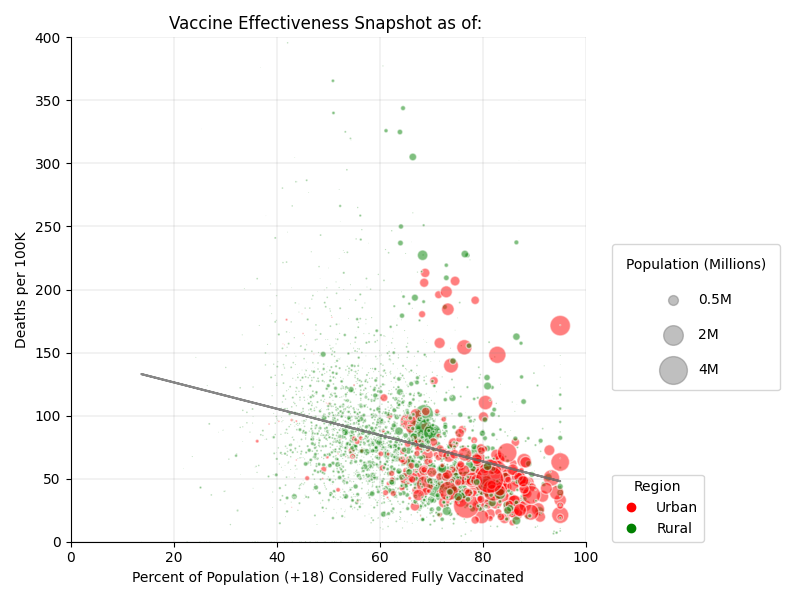 Vaccine Effectiveness Snapshot as of:
400
350
300
250
200
150
100
50
0
Deaths per 100K
0 20 40 60 80 100
Percent of Population (+18) Considered Fully Vaccinated
Population (Millions)
0.5M
2M
4M
Region
Urban
Rural